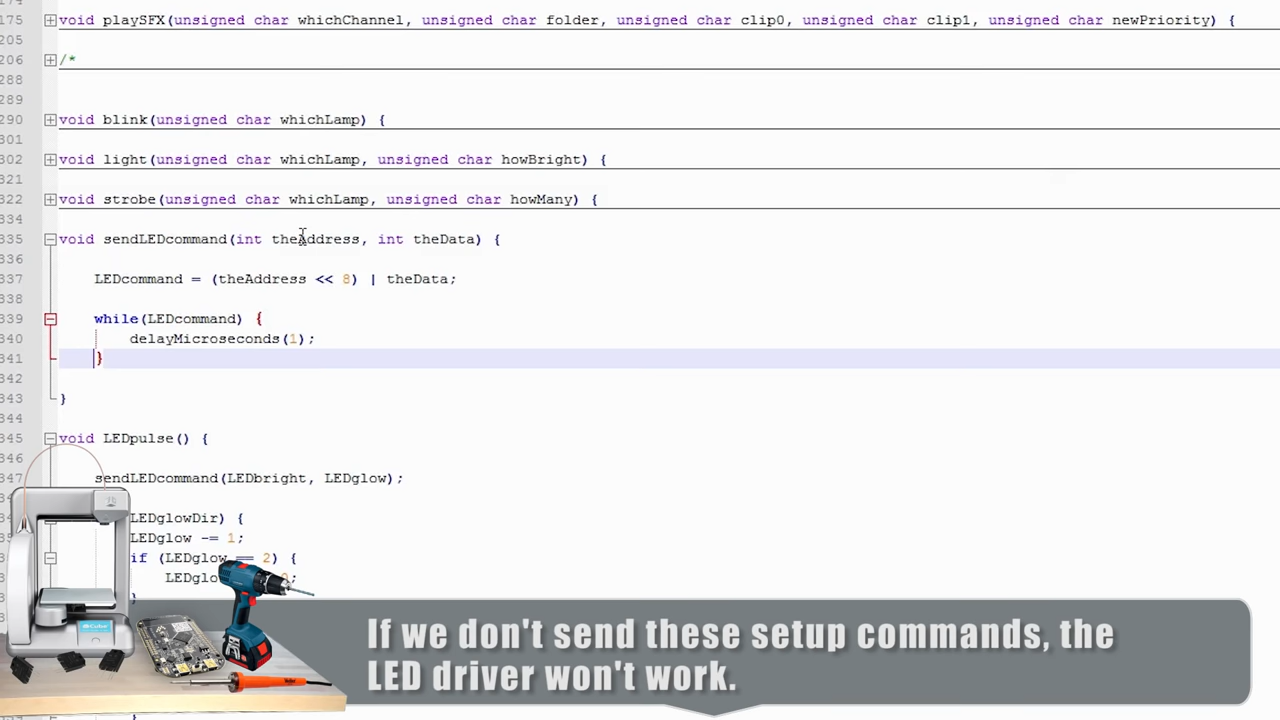 174
175 void playSFX(unsigned char whichChannel, unsigned char folder, unsigned char clip0, unsigned char clip1, unsigned char newPriority) {
205
206 /*
288
289
290 void blink(unsigned char whichLamp) {
301
302 void light(unsigned char whichLamp, unsigned char howBright) {
321
322 void strobe(unsigned char whichLamp, unsigned char howMany) {
334
335 void sendLEDcommand(int theAddress, int theData) {
336
337 LEDcommand = (theAddress << 8) | theData;
338
339 while(LEDcommand) {
340 delayMicroseconds(1);
341 }
342
343 }
344
345 void LEDpulse() {
346
347 sendLEDcommand(LEDbright, LEDglow);
LEDglowDir) {
LEDglow -= 1;
if (LEDglow == 2) {
}
If we don't send these setup commands, the
LED driver won't work.